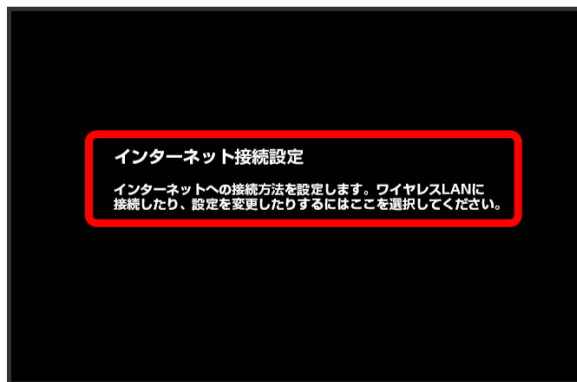 インターネット接続設定
インターネットへの接続方法を設定します。ワイヤレスLANに
接続したり、設定を変更したりするにはここを選択してください。